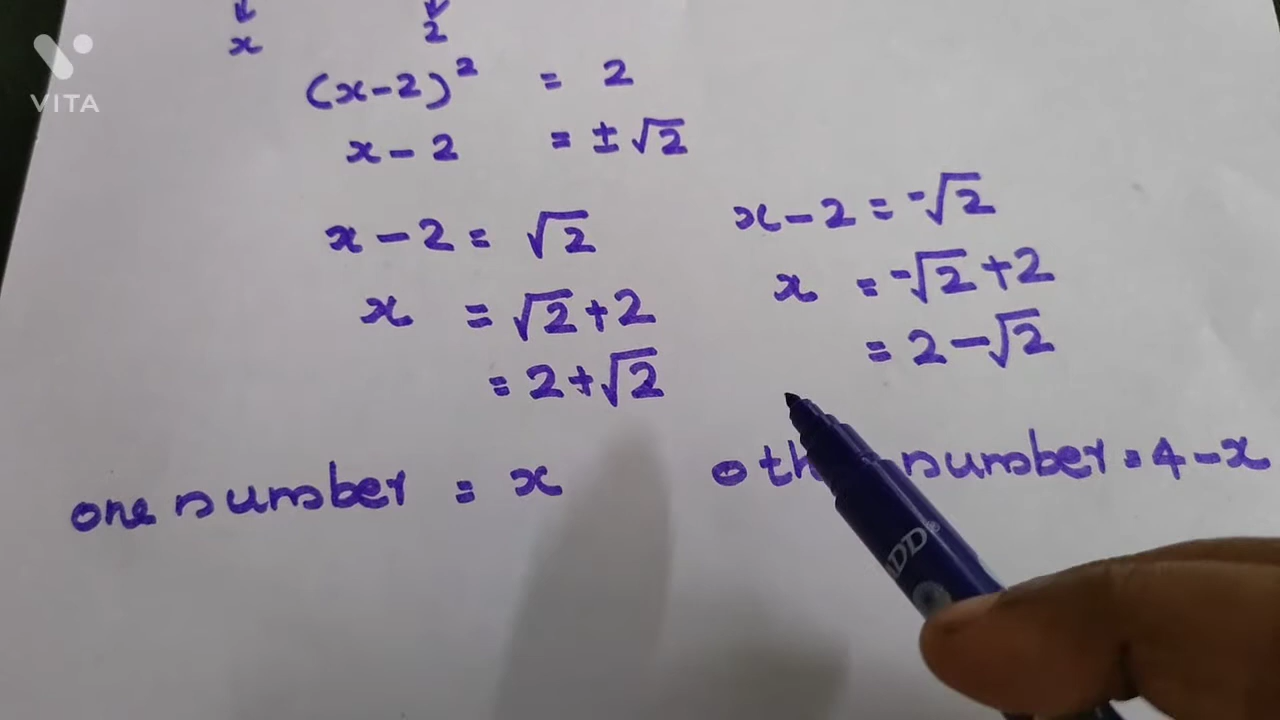 VITA
x 2
(x-2)² = 2
x - 2 = ±√2
x - 2 = √2
x = √2 + 2
= 2 + √2
x - 2 = -√2
x = -√2 + 2
= 2 - √2
one number = x
number = 4 - x
ADD®